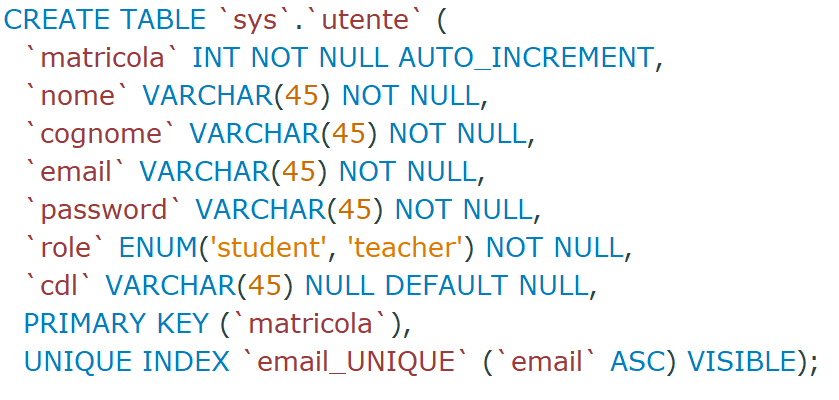 CREATE TABLE `sys`.`utente` (
`matricola` INT NOT NULL AUTO_INCREMENT,
`nome` VARCHAR(45) NOT NULL,
`cognome` VARCHAR(45) NOT NULL,
`email` VARCHAR(45) NOT NULL,
`password` VARCHAR(45) NOT NULL,
`role` ENUM('student', 'teacher') NOT NULL,
`cdl` VARCHAR(45) NULL DEFAULT NULL,
PRIMARY KEY (`matricola`),
UNIQUE INDEX `email_UNIQUE` (`email` ASC) VISIBLE);